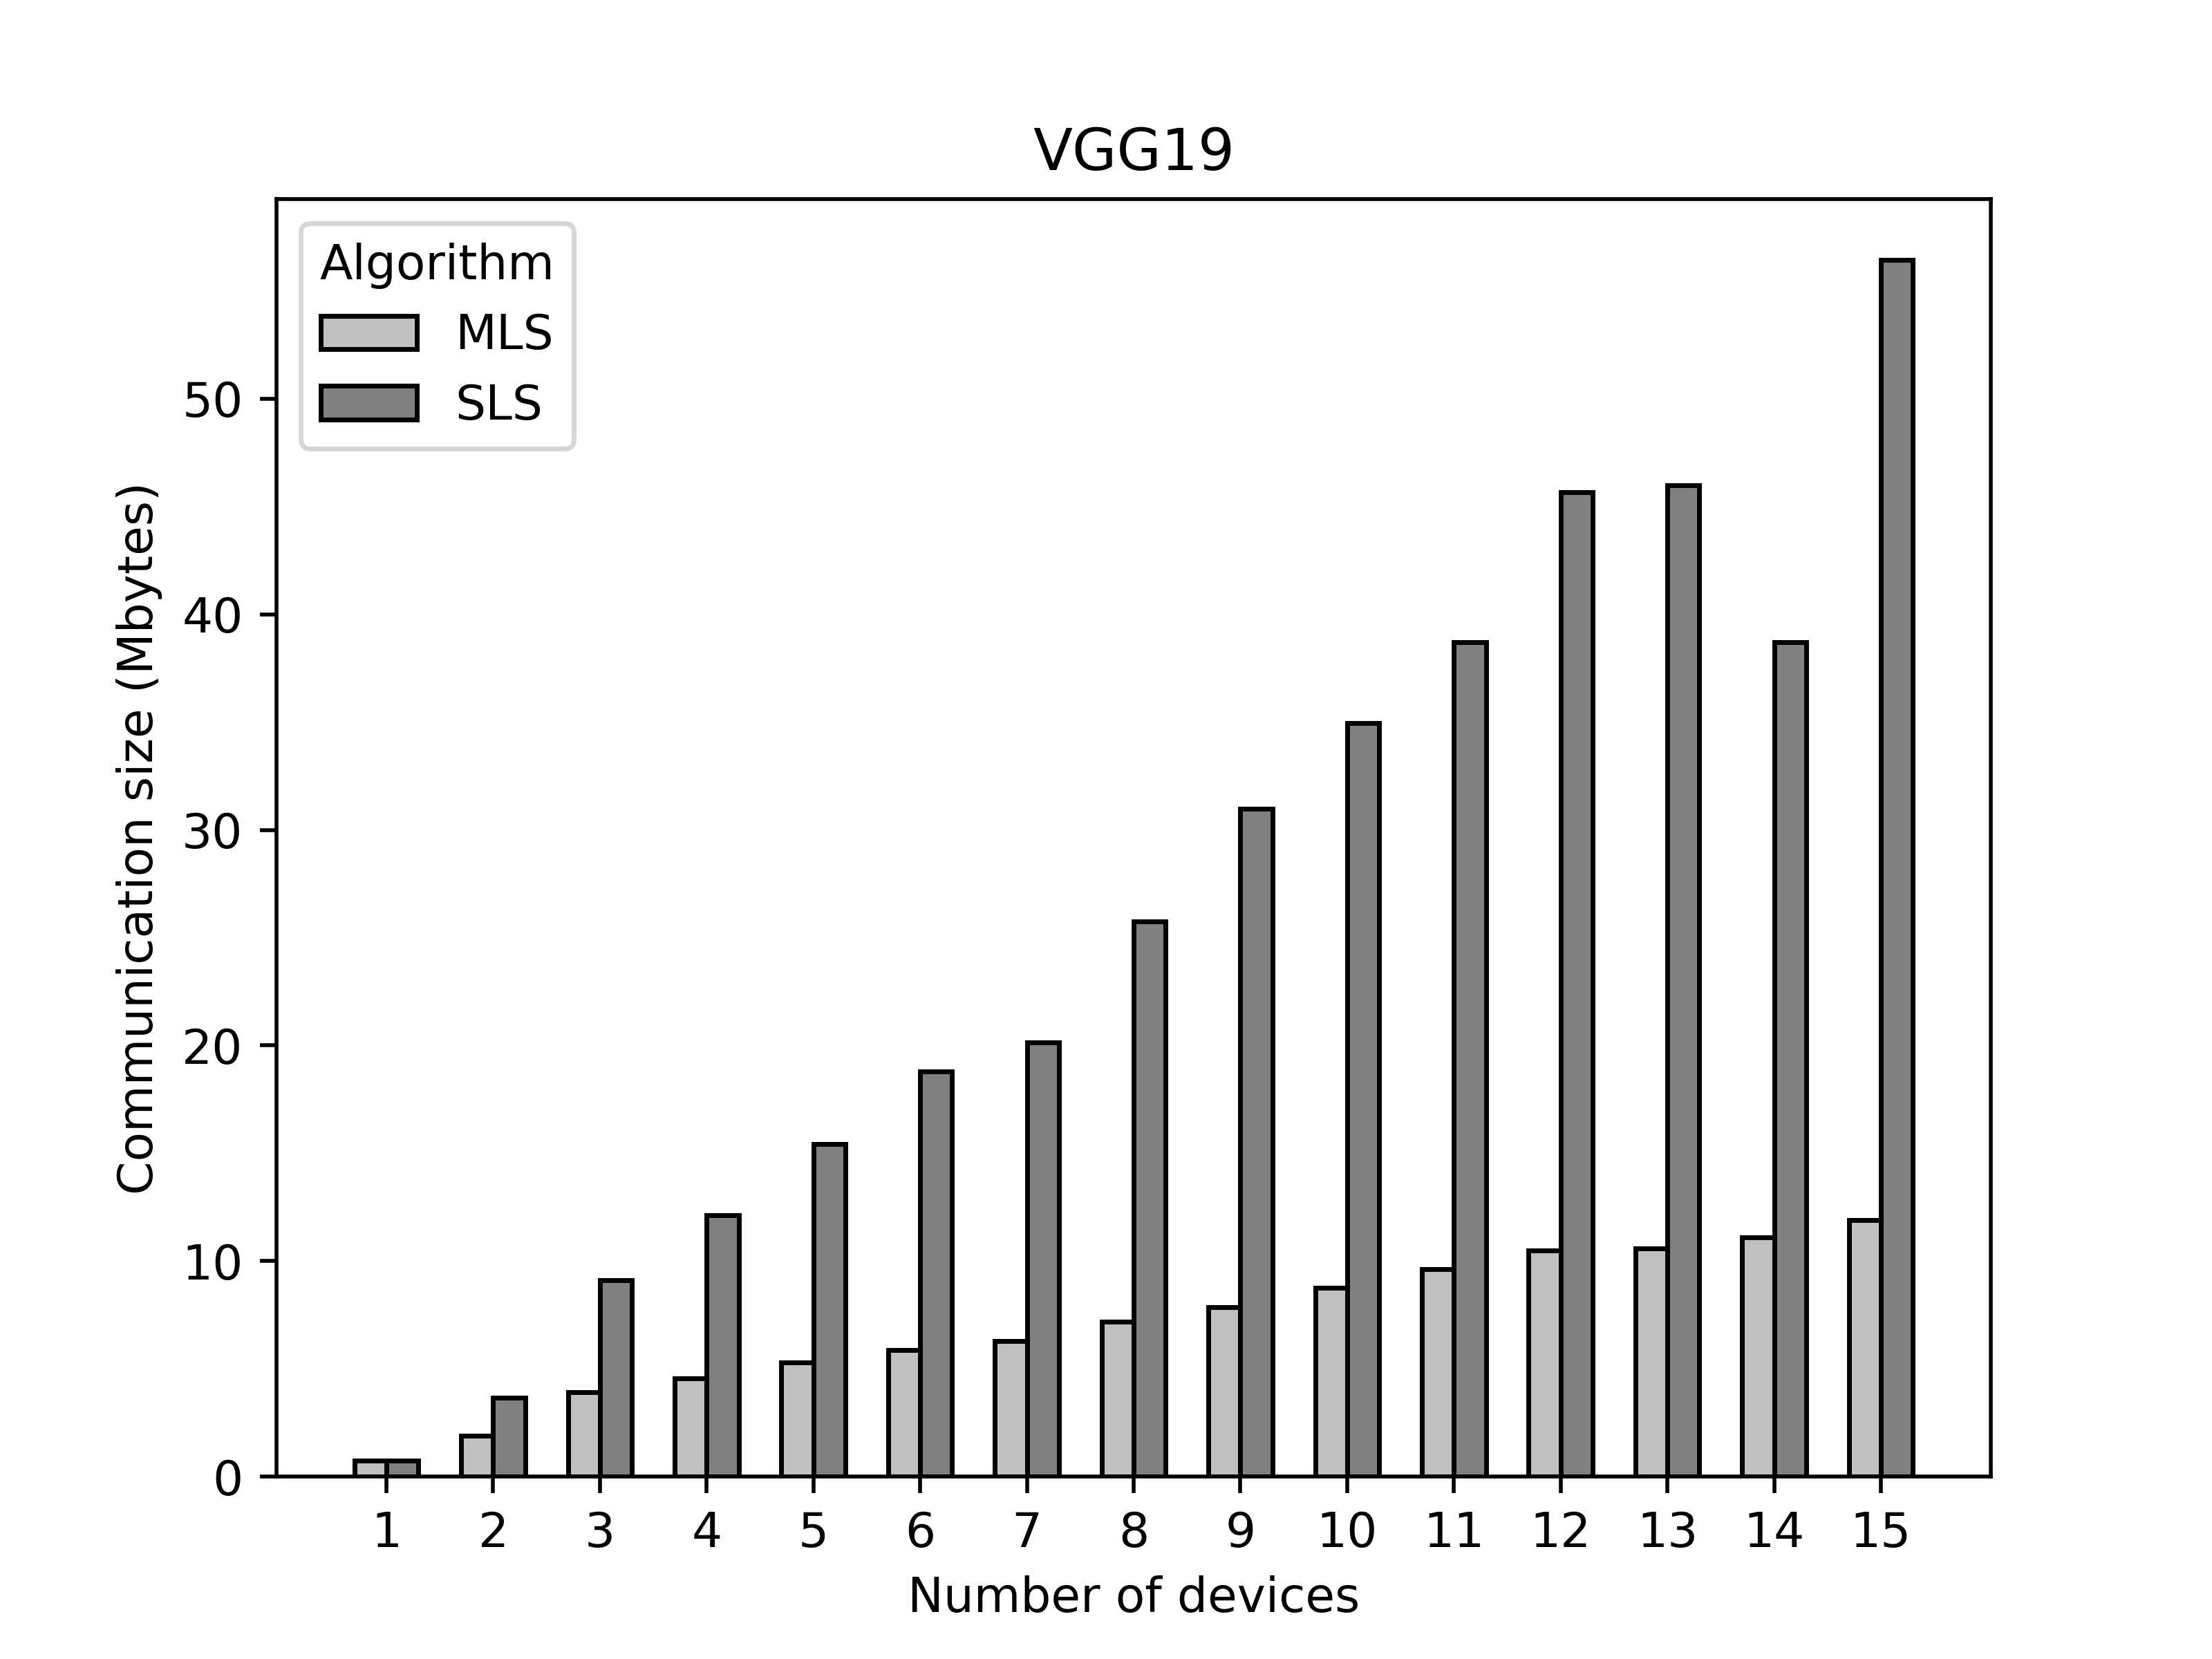 VGG19
Algorithm
MLS
SLS
Communication size (Mbytes)
50
40
30
20
10
0
1 2 3 4 5 6 7 8 9 10 11 12 13 14 15
Number of devices